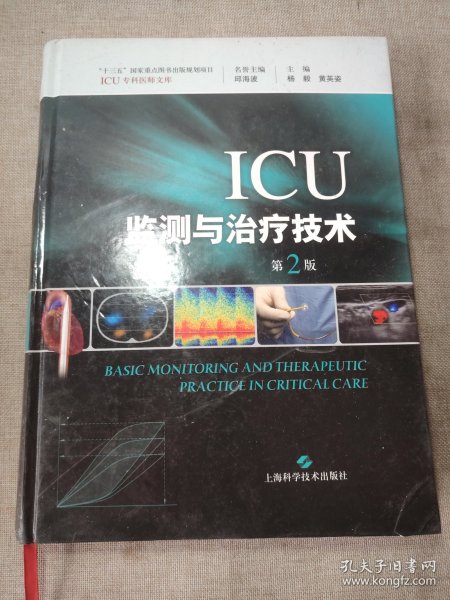 "十三五"国家重点图书出版规划项目
ICU专科医师文库
名誉主编
邱海波
主 编
杨 毅 黄英姿
ICU
监测与治疗技术
第2版
BASIC MONITORING AND THERAPEUTIC
PRACTICE IN CRITICAL CARE
上海科学技术出版社
孔夫子旧书网
www.kongfz.com